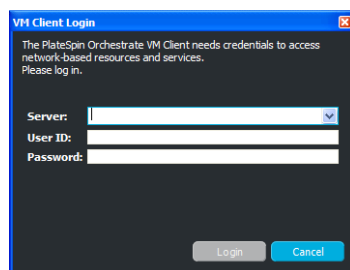 VM Client Login
The PlateSpin Orchestrate VM Client needs credentials to access
network-based resources and services.
Please log in.
Server:
User ID:
Password:
Login Cancel